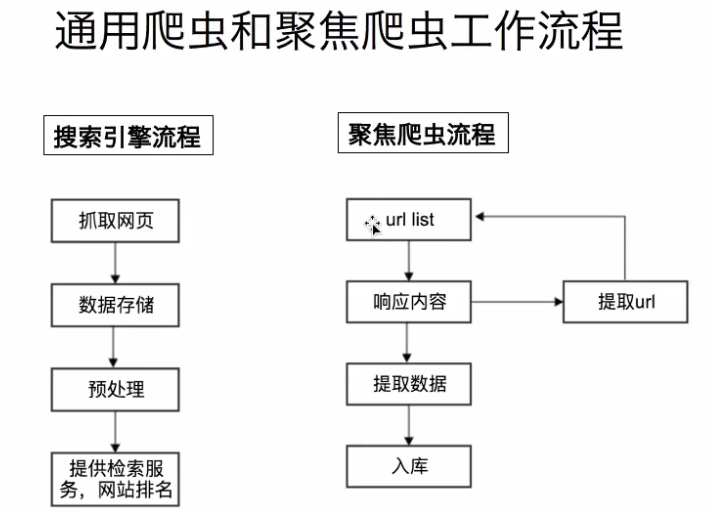 通用爬虫和聚焦爬虫工作流程
搜索引擎流程
聚焦爬虫流程
抓取网页
数据存储
预处理
提供检索服
务，网站排名
url list
响应内容
提取url
提取数据
入库